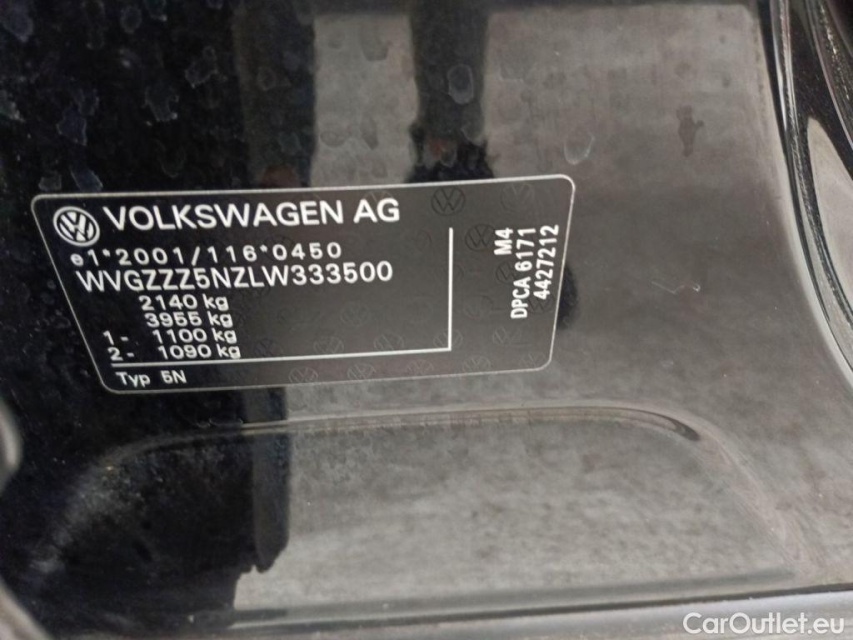 VOLKSWAGEN AG
e1*2001/116*0450
WVGZZZ5NZLW333500
2140 kg
3955 kg
1- 1100 kg
2- 1090 kg
Typ 5N
M4
DPCA 6171
4427212
CarOutlet.eu